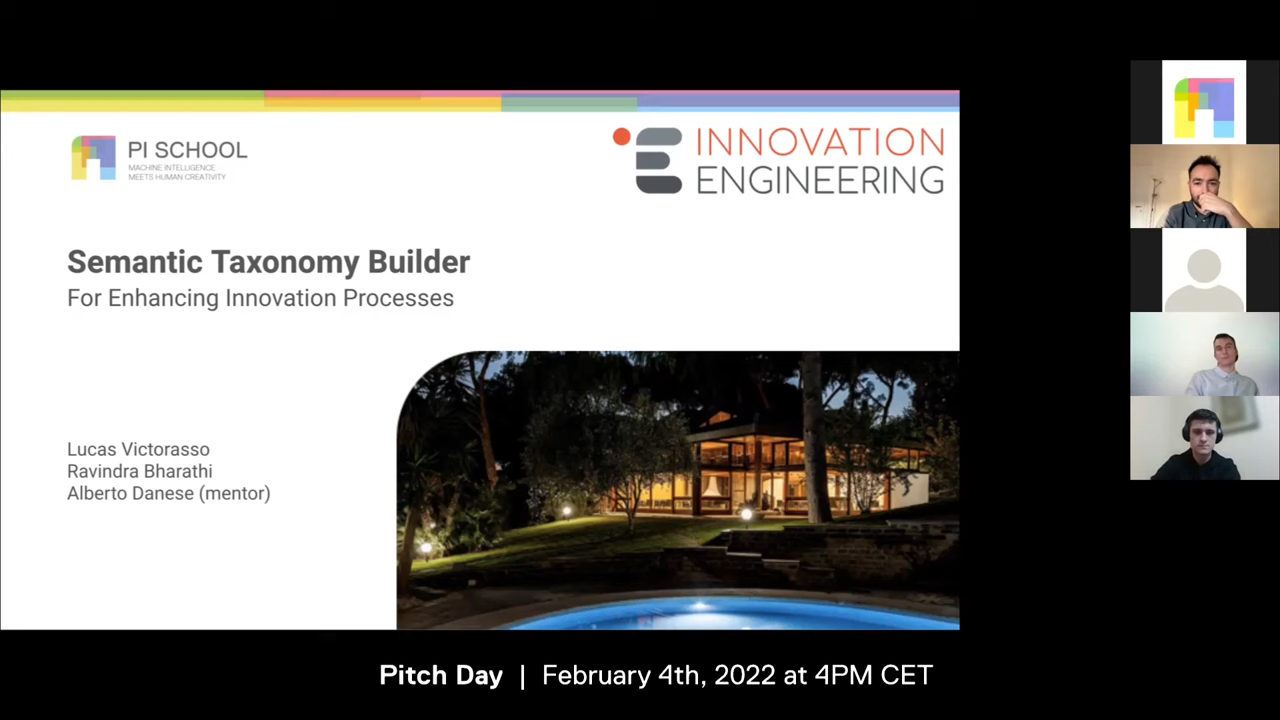 PI SCHOOL
MACHINE INTELLIGENCE
MEETS HUMAN CREATIVITY
INNOVATION
ENGINEERING
Semantic Taxonomy Builder
For Enhancing Innovation Processes
Lucas Victorasso
Ravindra Bharathi
Alberto Danese (mentor)
Pitch Day | February 4th, 2022 at 4PM CET